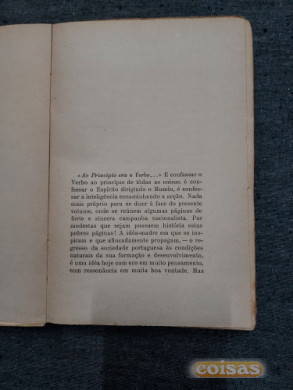 «Ao Princípio era o Verbo...» E confessar o
Verbo ao princípio de tôdas as coisas, é con-
fessar o Espírito dirigindo o Mundo, é confes-
sar a inteligência comandando a acção. Nada
mais próprio para se dizer à face do presente
volume, onde se reúnem algumas páginas de
forte e sincera campanha nacionalista. Por
modestas que sejam possuem história estas
pobres páginas! A idéa-madre em que se ins-
piram e que afincadamente propagam, — o re-
gresso da sociedade portuguesa às condições
naturais da sua formação e desenvolvimento,
é uma idéa hoje com eco em muito pensamento,
tem ressonância em muita boa vontade. Mas
coisas